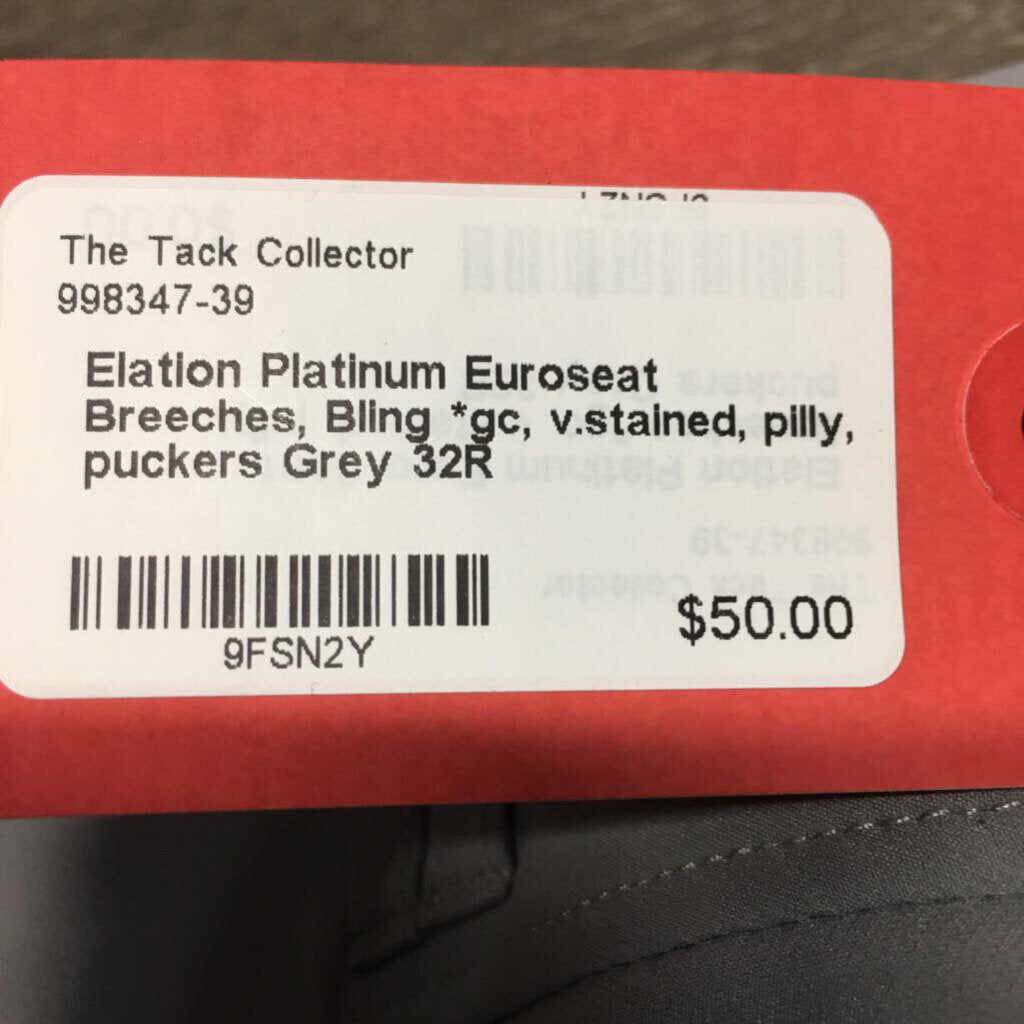 The Tack Collector
998347-39
Elation Platinum Euroseat
Breeches, Bling *gc, v.stained, pilly,
puckers Grey 32R
9FSN2Y
$50.00